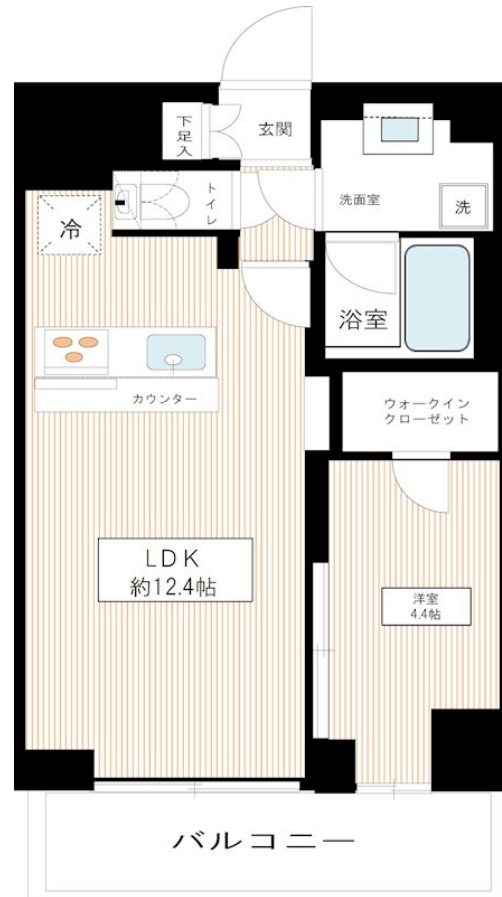 下足入
玄関
トイレ
洗面室
洗
冷
浴室
カウンター
ウォークイン
クローゼット
LDK
約12.4帖
洋室
4.4帖
バルコニー